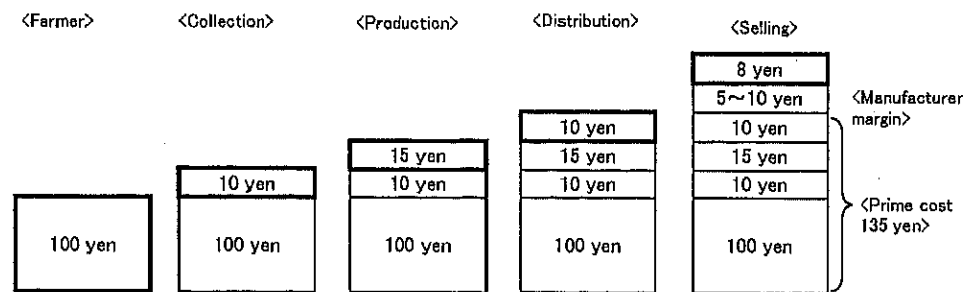 <Farmer>
<Collection>
<Production>
<Distribution>
<Selling>
8 yen
5~10 yen
<Manufacturer
margin>
10 yen
10 yen
15 yen
15 yen
15 yen
10 yen
10 yen
10 yen
10 yen
<Prime cost
135 yen>
100 yen
100 yen
100 yen
100 yen
100 yen